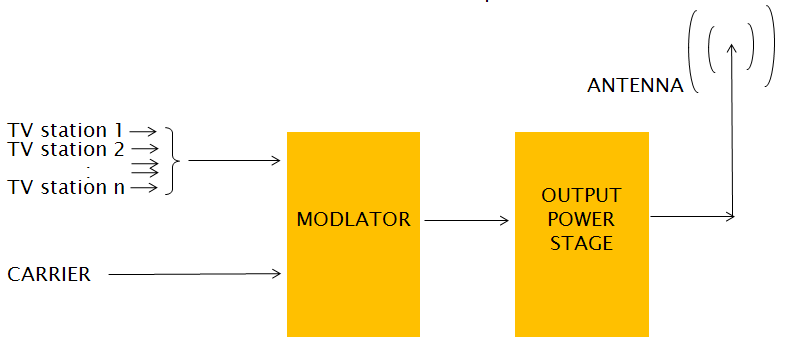 ANTENNA
TV station 1
TV station 2
:
TV station n
MODLATOR
OUTPUT
POWER
STAGE
CARRIER